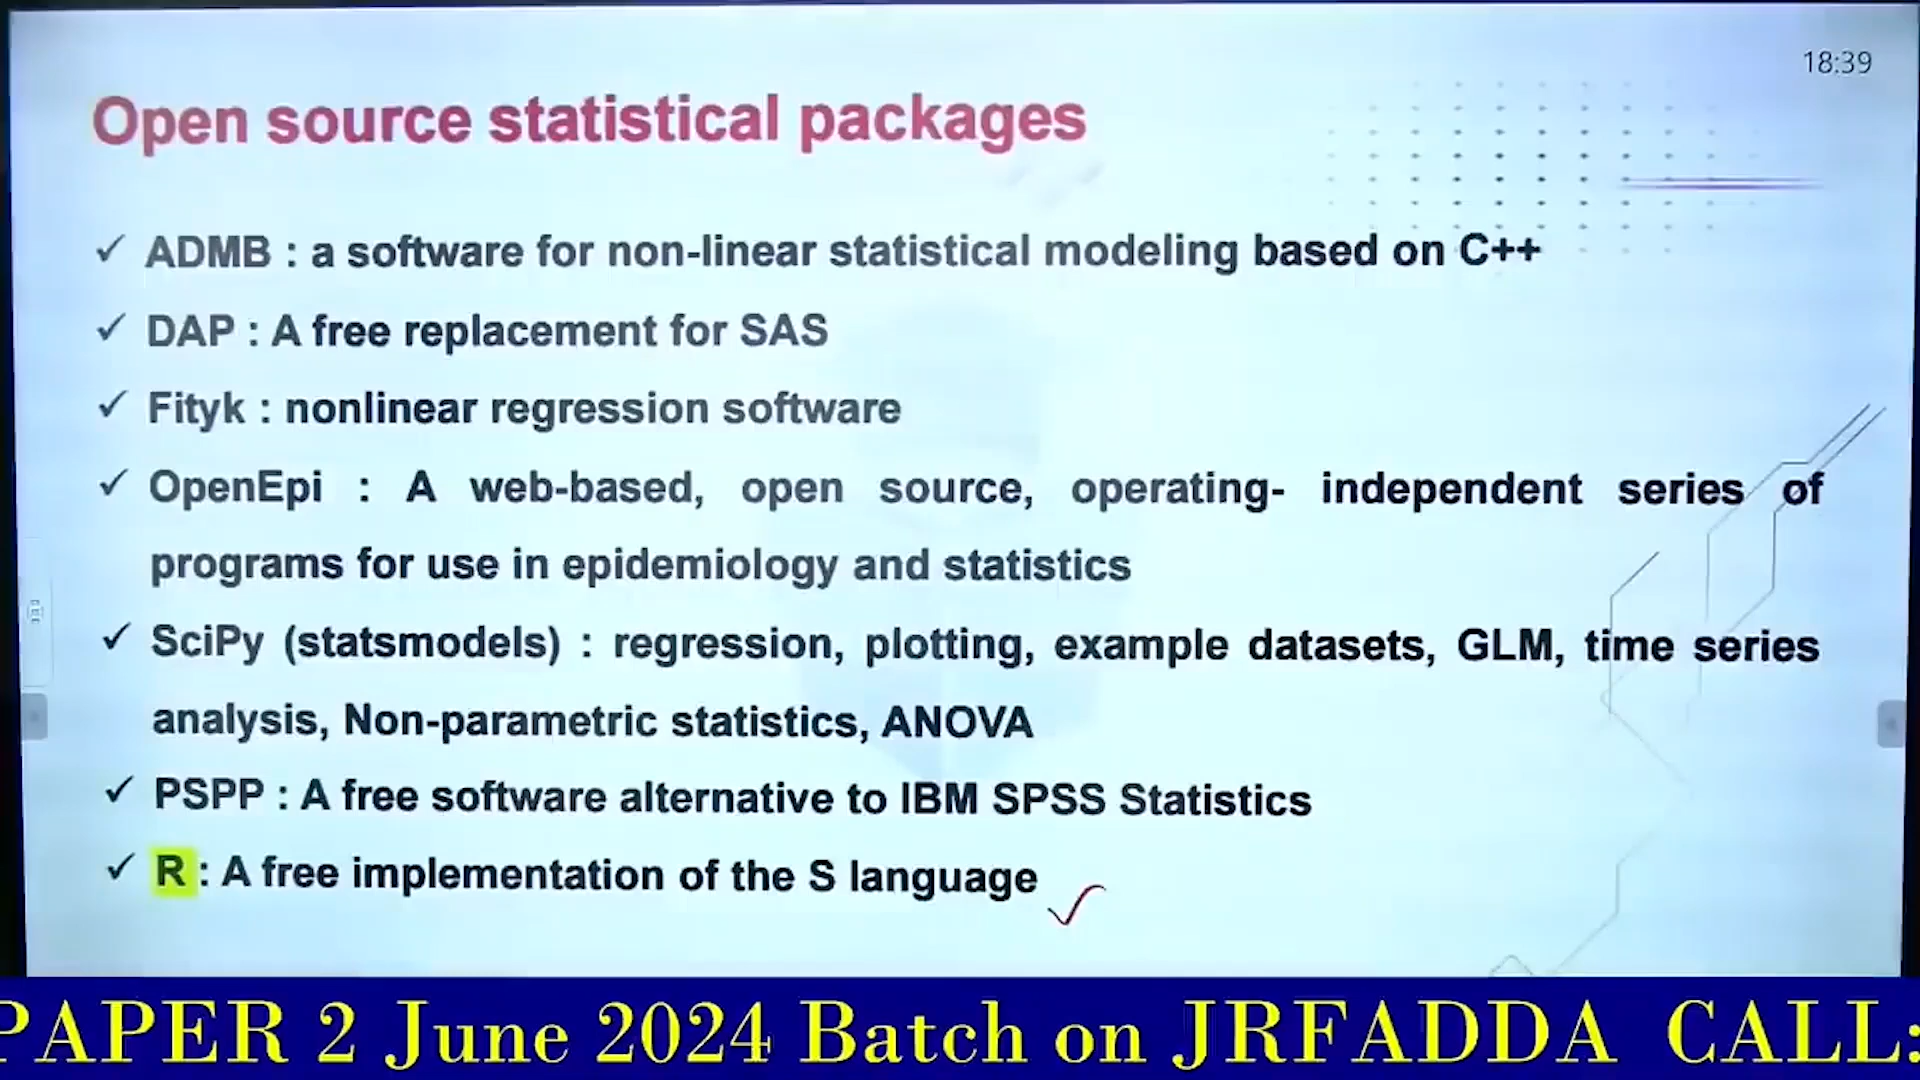 18:39
Open source statistical packages
✓ ADMB : a software for non-linear statistical modeling based on C++
✓ DAP : A free replacement for SAS
✓ Fityk : nonlinear regression software
✓ OpenEpi : A web-based, open source, operating- independent series of
programs for use in epidemiology and statistics
✓ SciPy (statsmodels) : regression, plotting, example datasets, GLM, time series
analysis, Non-parametric statistics, ANOVA
✓ PSPP : A free software alternative to IBM SPSS Statistics
✓ R : A free implementation of the S language
PAPER 2 June 2024 Batch on JRFADDA CALL: